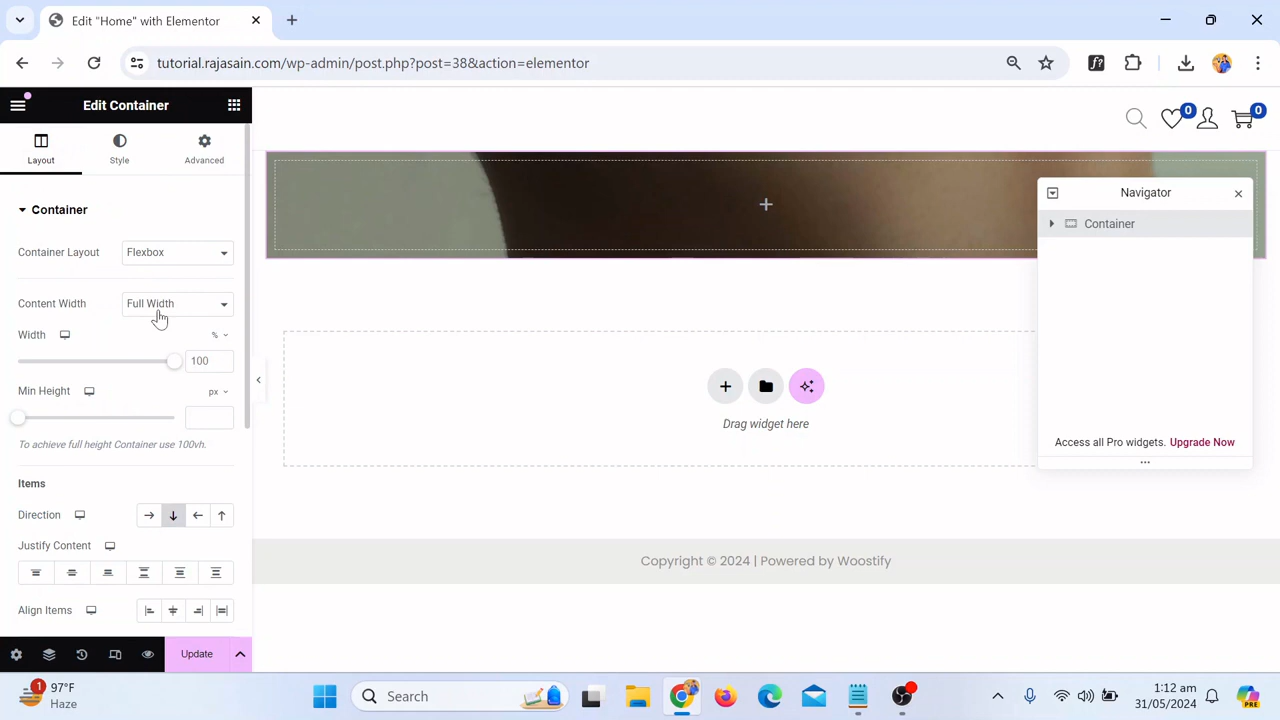 Edit "Home" with Elementor
tutorial.rajasain.com/wp-admin/post.php?post=38&action=elementor
f?
Edit Container
0
0
Layout
Style
Advanced
Navigator
Container
Container
Container Layout
Flexbox
Content Width
Full Width
Width
%
100
Min Height
px
To achieve full height Container use 100vh.
Drag widget here
Access all Pro widgets. Upgrade Now
Items
Direction
Justify Content
Align Items
Copyright © 2024 | Powered by Woostify
Update
1
97°F
Haze
Search
1:12 am
31/05/2024
PRE